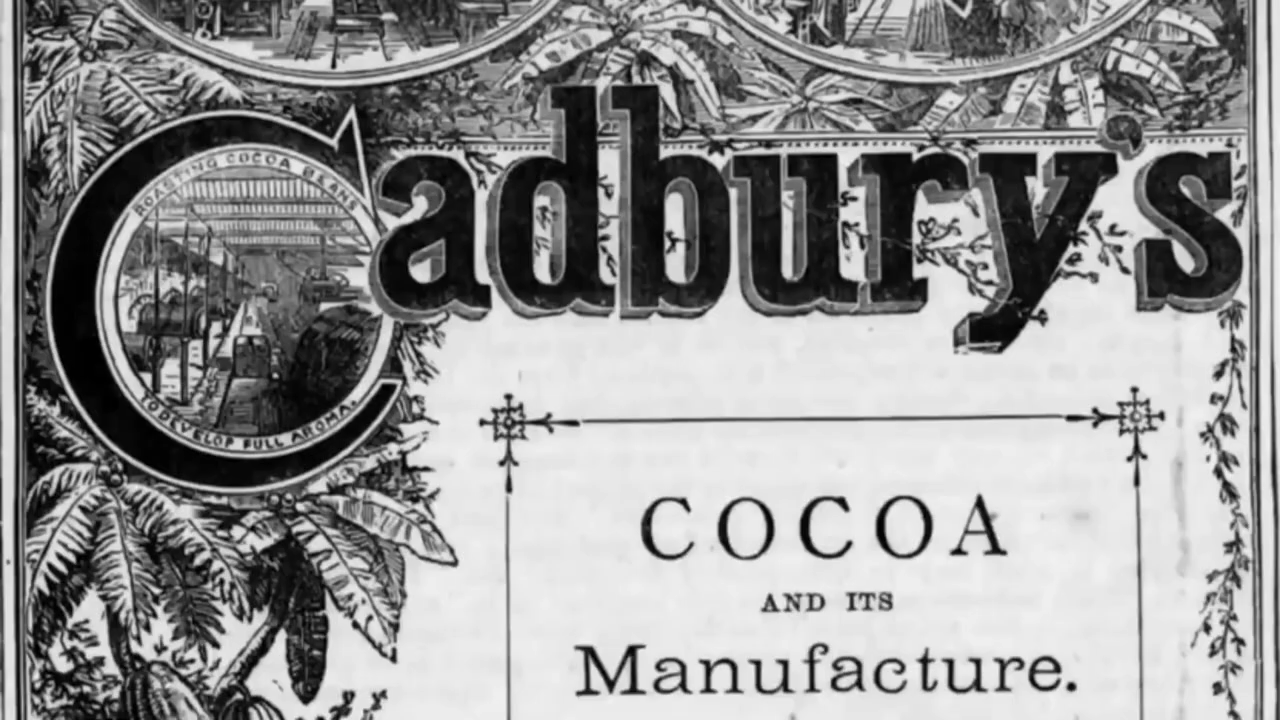 Cadbury's
ROASTING COCOA BEANS
TO DEVELOP FULL AROMA.
COCOA
AND ITS
Manufacture.